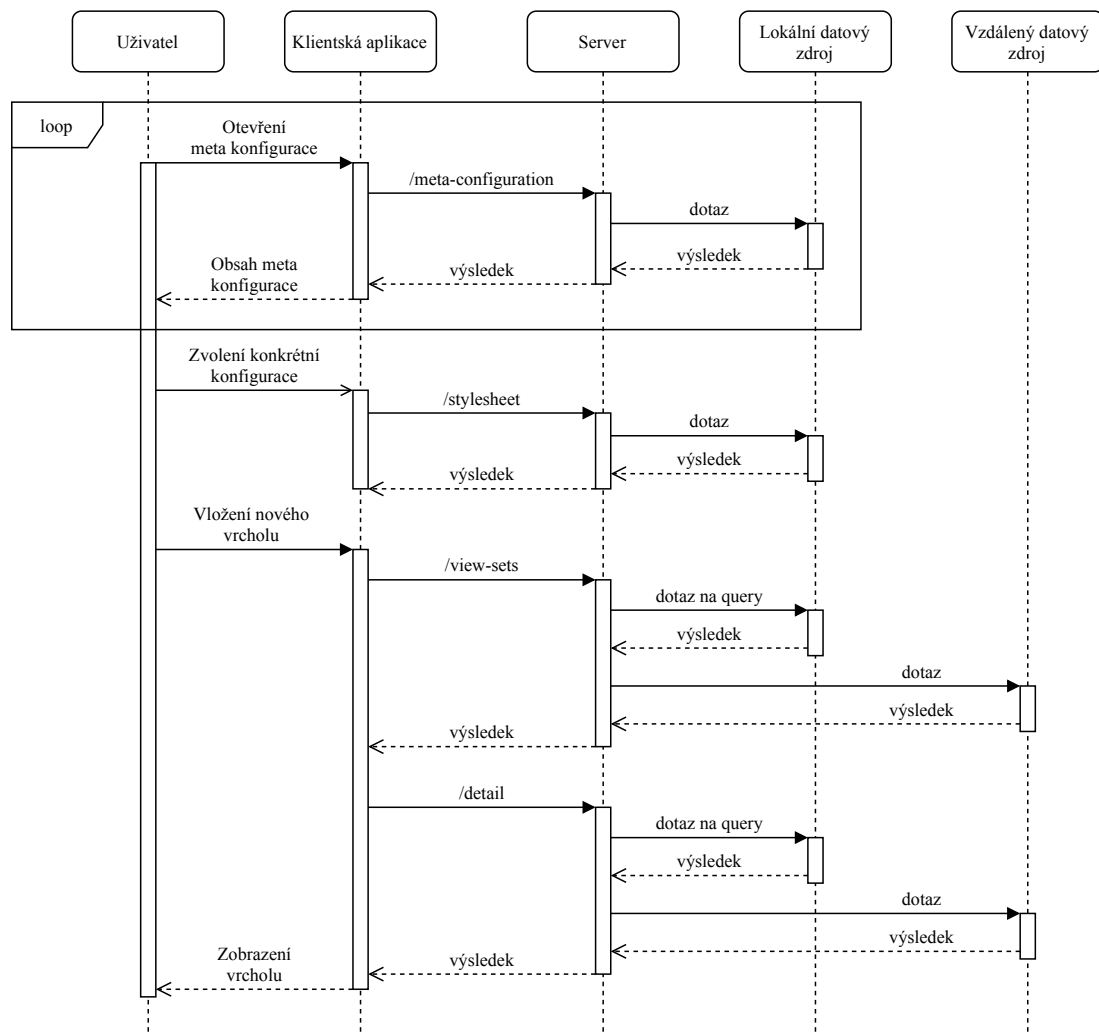 Uživatel
Klientská aplikace
Server
Lokální datový
zdroj
Vzdálený datový
zdroj
loop
Otevření
meta konfigurace
/meta-configuration
dotaz
výsledek
výsledek
Obsah meta
konfigurace
Zvolení konkrétní
konfigurace
/stylesheet
dotaz
výsledek
výsledek
Vložení nového
vrcholu
/view-sets
dotaz na query
výsledek
dotaz
výsledek
výsledek
/detail
dotaz na query
výsledek
dotaz
výsledek
výsledek
Zobrazení
vrcholu